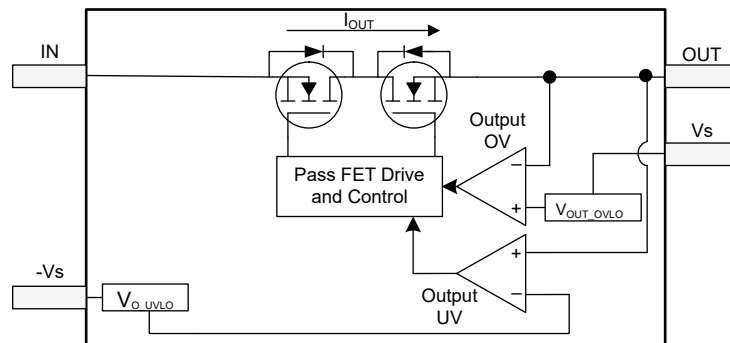 IOUT
IN
OUT
Output
OV
Vs
Pass FET Drive
and Control
−
+
VOUT_OVLO
-Vs
+
VO_UVLO
Output
UV
−